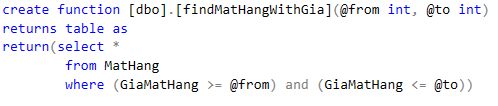 create function [dbo].[findMatHangWithGia](@from int, @to int)
returns table as
return(select *
from MatHang
where (GiaMatHang >= @from) and (GiaMatHang <= @to))